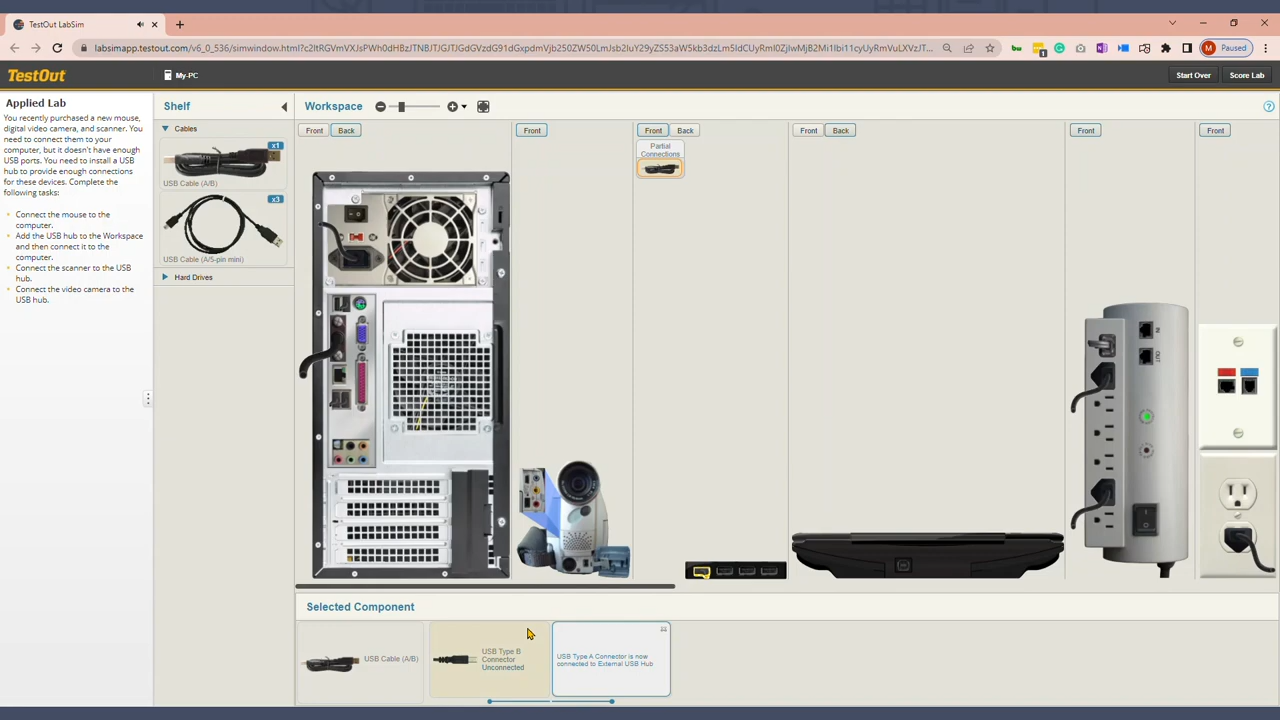 TestOut LabSim
labsimapp.testout.com/v6_0_536/simwindow.html?
Paused
TestOut
My-PC
Start Over
Score Lab
Applied Lab
You recently purchased a new mouse,
digital video camera, and scanner. You
need to connect them to your
computer, but it doesn't have enough
USB ports. You need to install a USB
hub to provide enough connections
for these devices. Complete the
following tasks:
Connect the mouse to the
computer.
Add the USB hub to the Workspace
and then connect it to the
computer.
Connect the scanner to the USB
hub.
Connect the video camera to the
USB hub.
Shelf
Cables
x1
USB Cable (A/B)
x3
USB Cable (A/5-pin mini)
Hard Drives
Workspace
Front Back
Front
Front Back
Front Back
Front
Front
Partial
Connections
IN
OUT
Selected Component
USB Cable (A/B)
USB Type B
Connector
Unconnected
USB Type A Connector is now
connected to External USB Hub